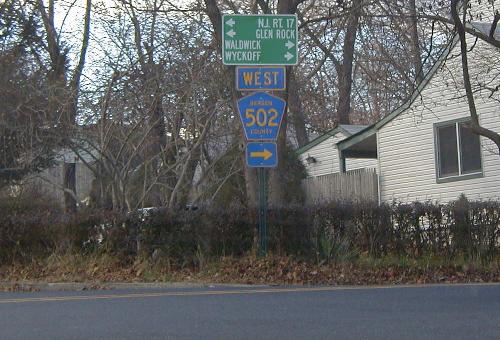 N.J. RT. 17
GLEN ROCK
WALDWICK
WYCKOFF
WEST
BERGEN
502
COUNTY